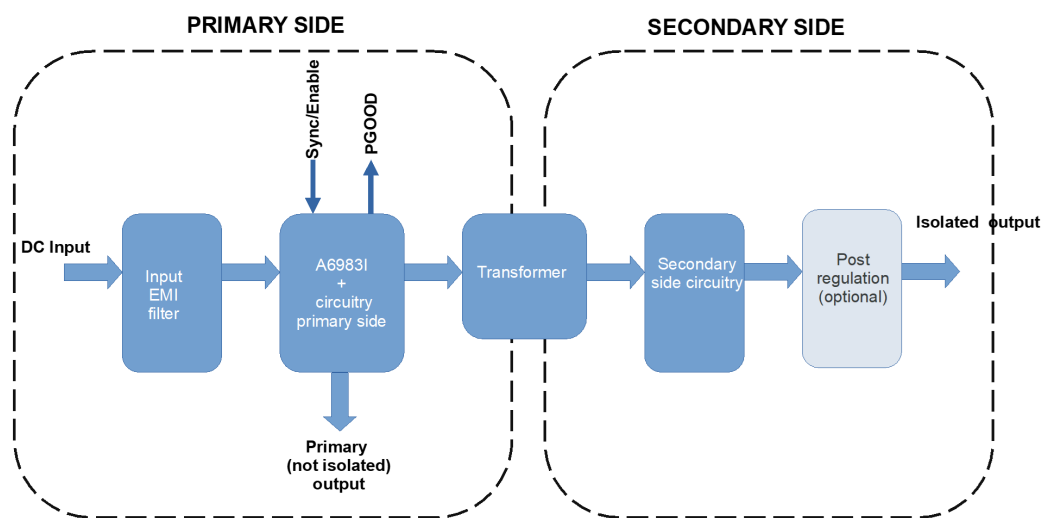 PRIMARY SIDE
SECONDARY SIDE
Sync/Enable
PGOOD
DC Input
Input
EMI
filter
A6983I
+
circuitry
primary side
Transformer
Secondary
side circuitry
Post
regulation
(optional)
Isolated output
Primary
(not isolated)
output